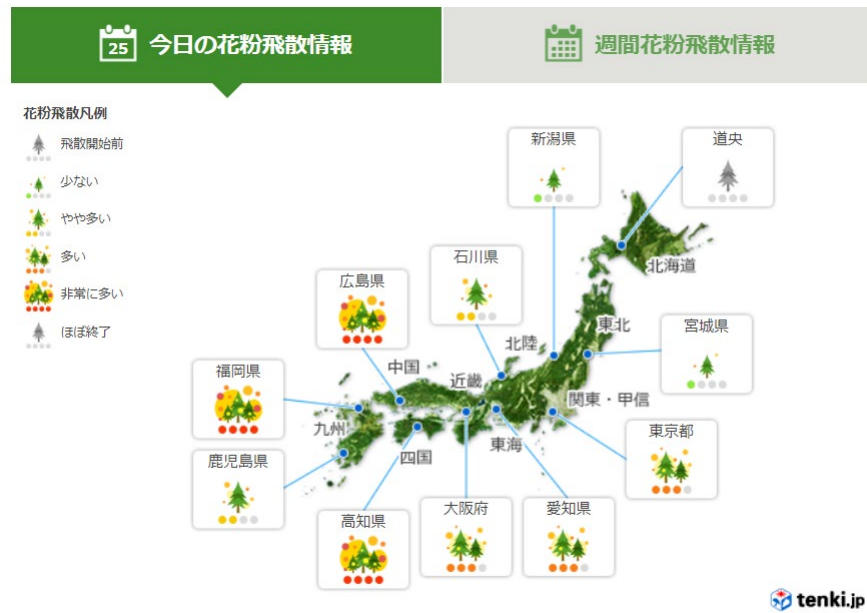 25 今日の花粉飛散情報
週間花粉飛散情報
花粉飛散凡例
飛散開始前
少ない
やや多い
多い
非常に多い
ほぼ終了
新潟県
道央
石川県
北海道
広島県
北陸
東北
宮城県
福岡県
中国
近畿
関東・甲信
九州
四国
東海
東京都
鹿児島県
高知県
大阪府
愛知県
tenki.jp